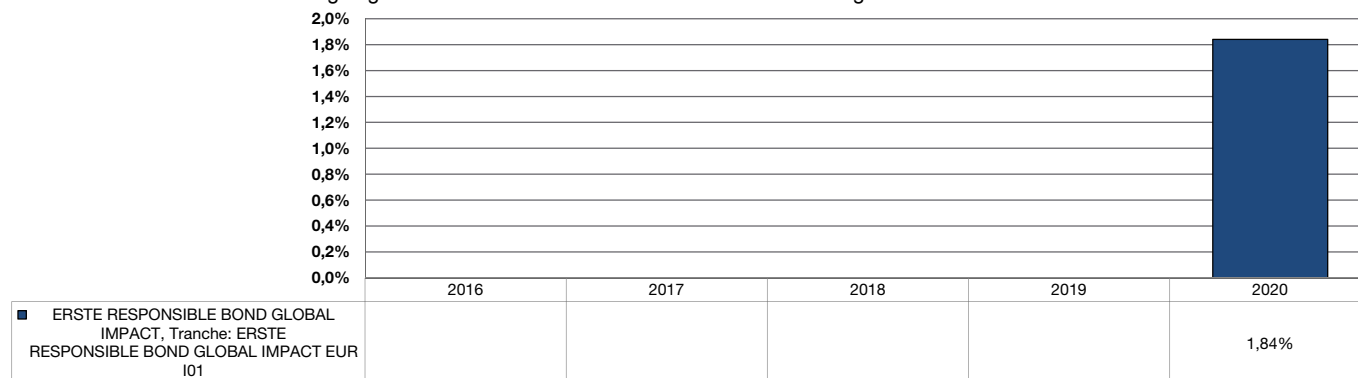 2,0%
1,8%
1,6%
1,4%
1,2%
1,0%
0,8%
0,6%
0,4%
0,2%
0,0%
2016 2017 2018 2019 2020
ERSTE RESPONSIBLE BOND GLOBAL
IMPACT, Tranche: ERSTE
RESPONSIBLE BOND GLOBAL IMPACT EUR
I01
1,84%